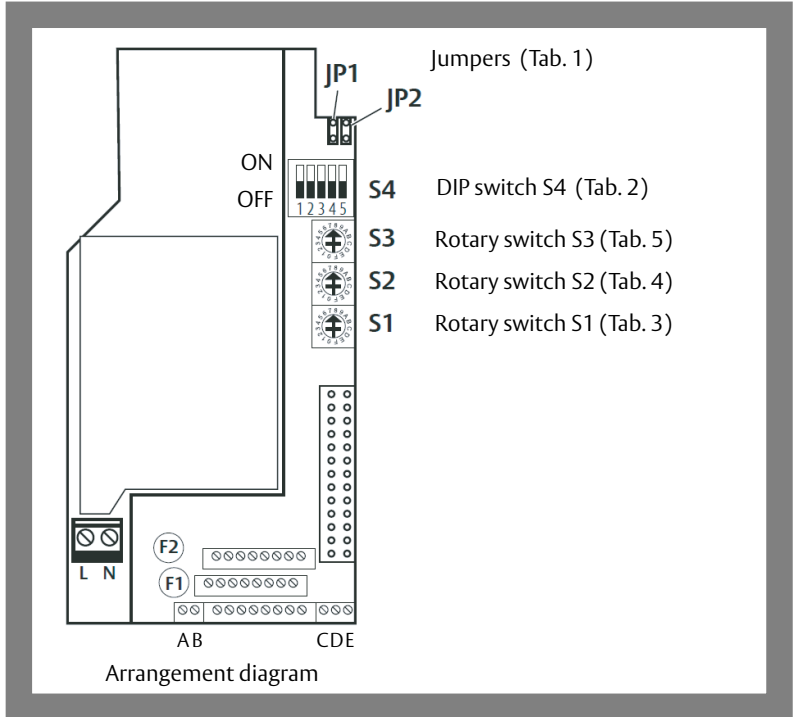 Jumpers (Tab. 1)
JP1
JP2
ON
OFF
1 2 3 4 5
S4 DIP switch S4 (Tab. 2)
S3 Rotary switch S3 (Tab. 5)
S2 Rotary switch S2 (Tab. 4)
S1 Rotary switch S1 (Tab. 3)
F2
L N
F1
AB CDE
Arrangement diagram